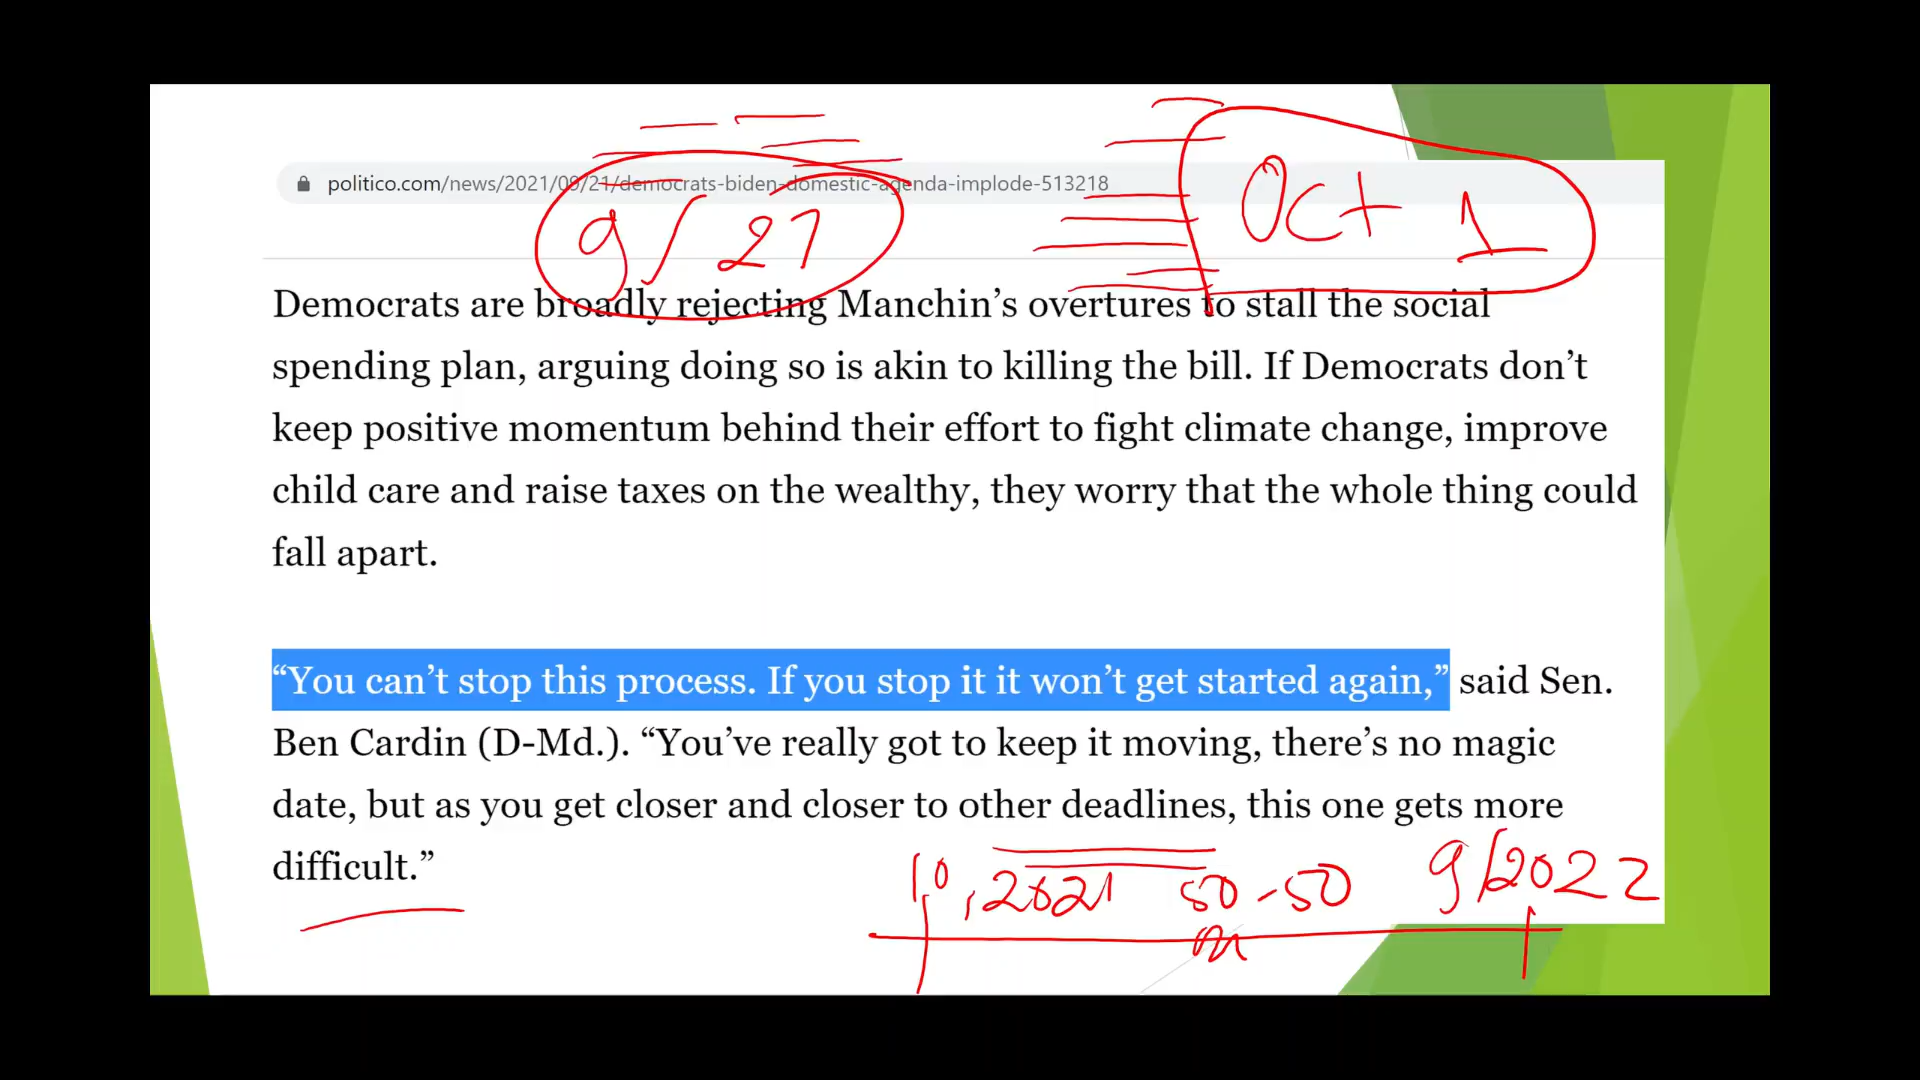 politico.com/news/2021/09/21/democrats-biden-domestic-agenda-implode-513218
9/27
Oct 1
Democrats are broadly rejecting Manchin’s overtures to stall the social
spending plan, arguing doing so is akin to killing the bill. If Democrats don’t
keep positive momentum behind their effort to fight climate change, improve
child care and raise taxes on the wealthy, they worry that the whole thing could
fall apart.
“You can’t stop this process. If you stop it it won’t get started again,” said Sen.
Ben Cardin (D-Md.). “You’ve really got to keep it moving, there’s no magic
date, but as you get closer and closer to other deadlines, this one gets more
difficult.”
10, 2021 50-50 9/2022